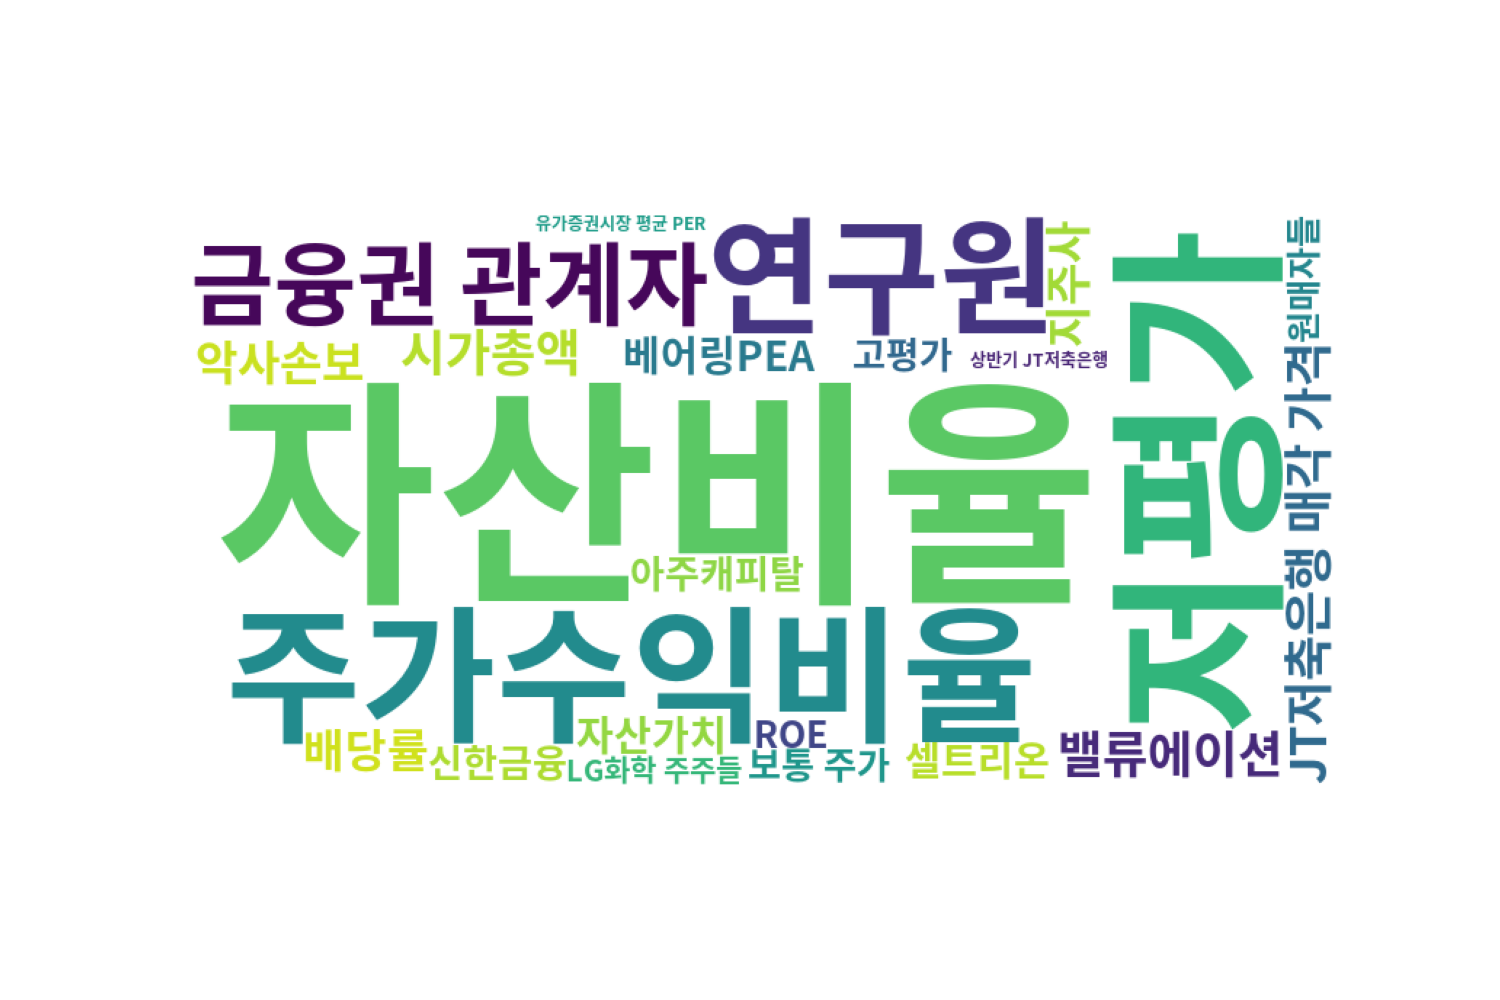 유가증권시장 평균 PER
금융권 관계자
연구원
지주사
원매자들
악사손보
시가총액
베어링PEA
고평가
상반기 JT저축은행
자산비율
저평가
JT저축은행 매각 가격
아주캐피탈
주가수익비율
배당률
신한금융
자산가치
LG화학 주주들
ROE
보통 주가
셀트리온
밸류에이션